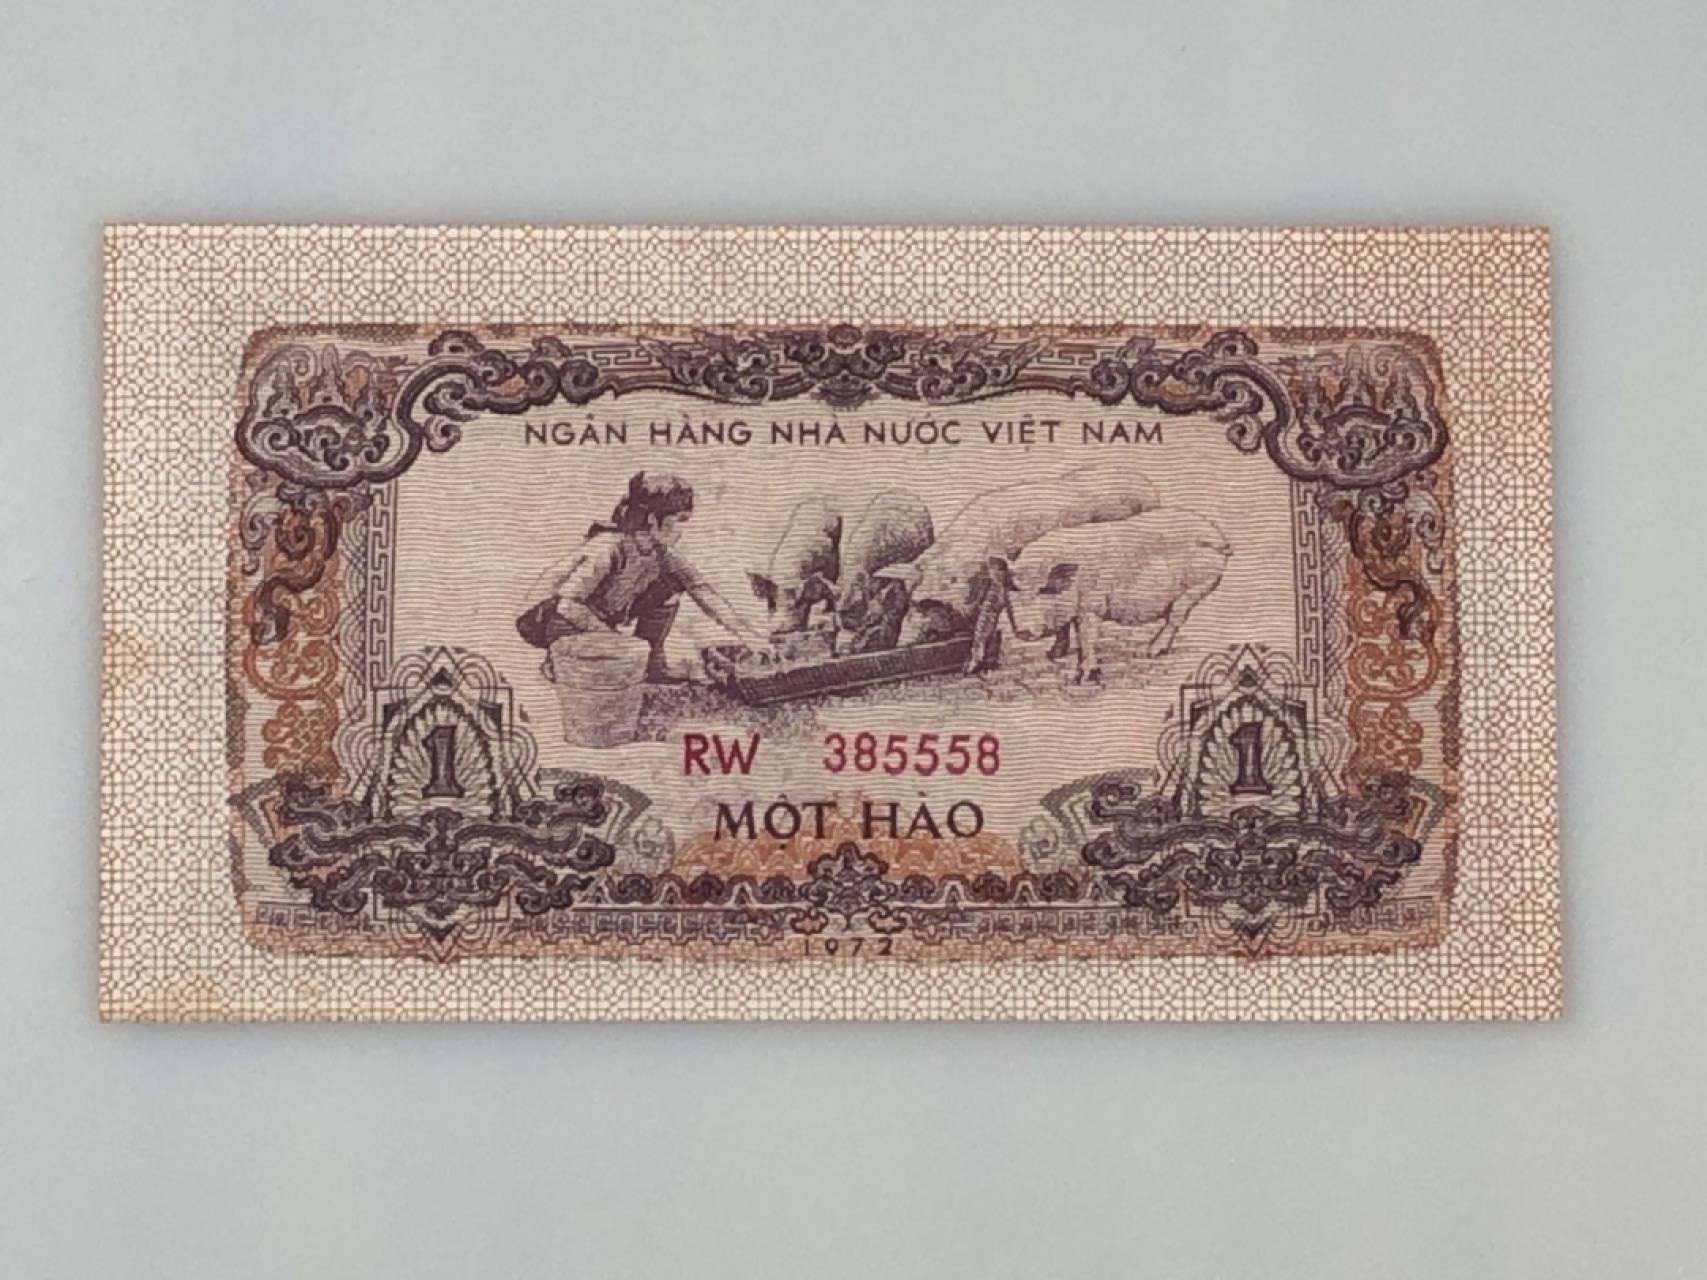 NGÂN HÀNG NHÀ NƯỚC VIỆT NAM
1 1
RW 385558
MỘT HÀO
1972